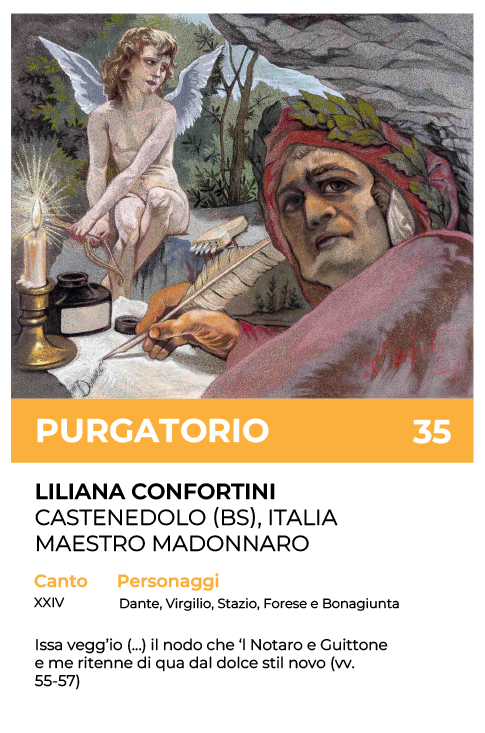 PURGATORIO 35
LILIANA CONFORTINI
CASTENEDOLO (BS), ITALIA
MAESTRO MADONNARO
Canto Personaggi
XXIV Dante, Virgilio, Stazio, Forese e Bonagiunta
Issa vegg’io (...) il nodo che ‘l Notaro e Guittone
e me ritenne di qua dal dolce stil novo (vv.
55-57)